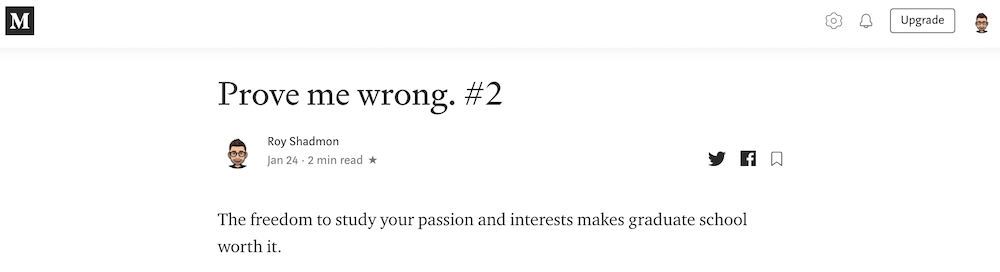 M
Upgrade
Prove me wrong. #2
Roy Shadmon
Jan 24 · 2 min read ★
The freedom to study your passion and interests makes graduate school
worth it.